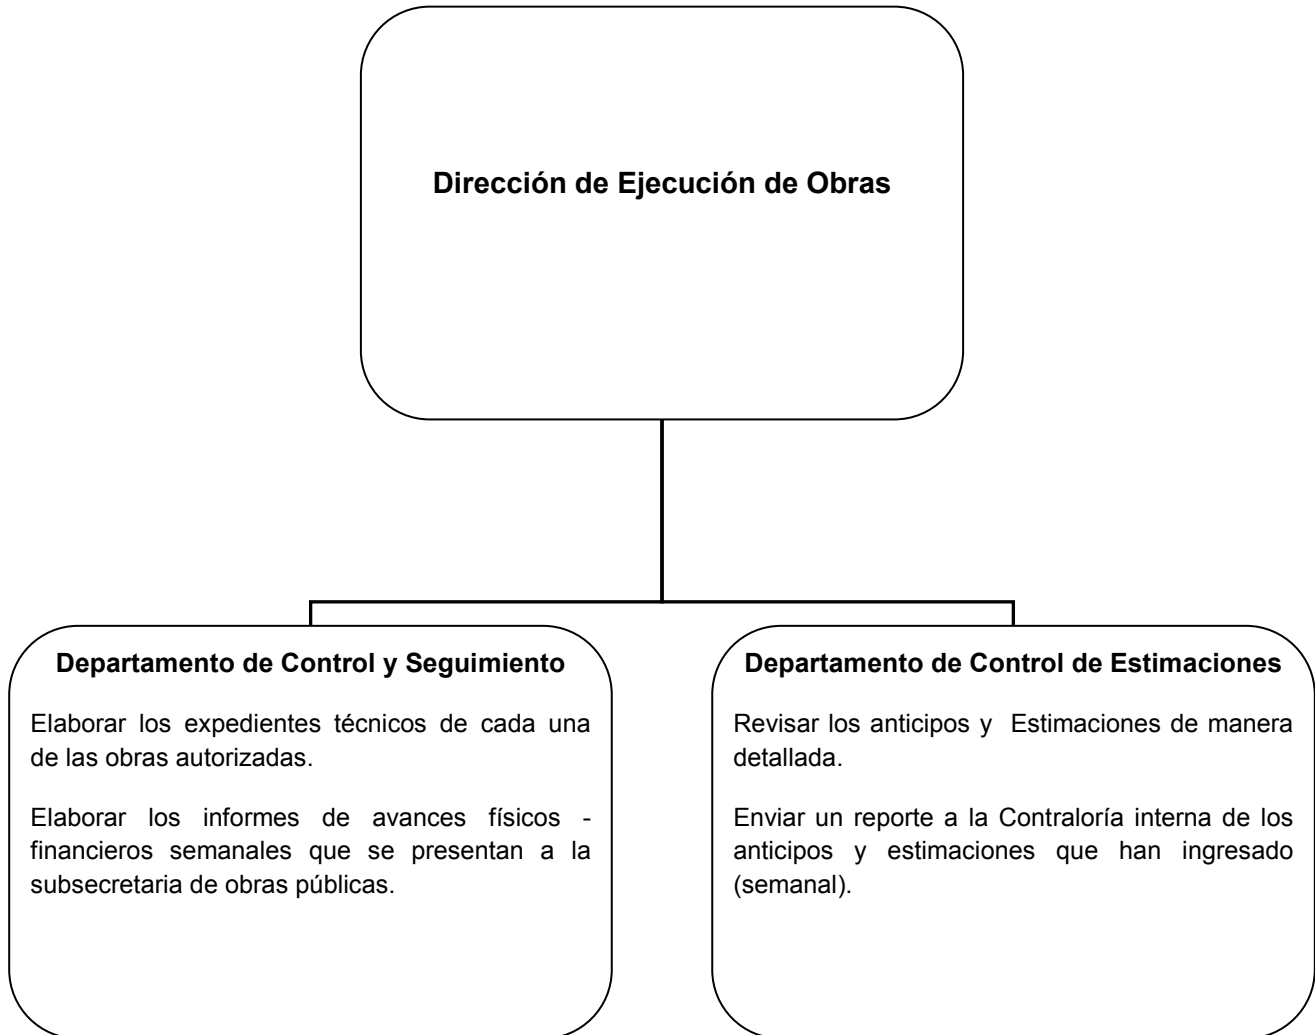 Dirección de Ejecución de Obras
Departamento de Control y Seguimiento
Elaborar los expedientes técnicos de cada una
de las obras autorizadas.
Elaborar los informes de avances físicos -
financieros semanales que se presentan a la
subsecretaria de obras públicas.
Departamento de Control de Estimaciones
Revisar los anticipos y Estimaciones de manera
detallada.
Enviar un reporte a la Contraloría interna de los
anticipos y estimaciones que han ingresado
(semanal).